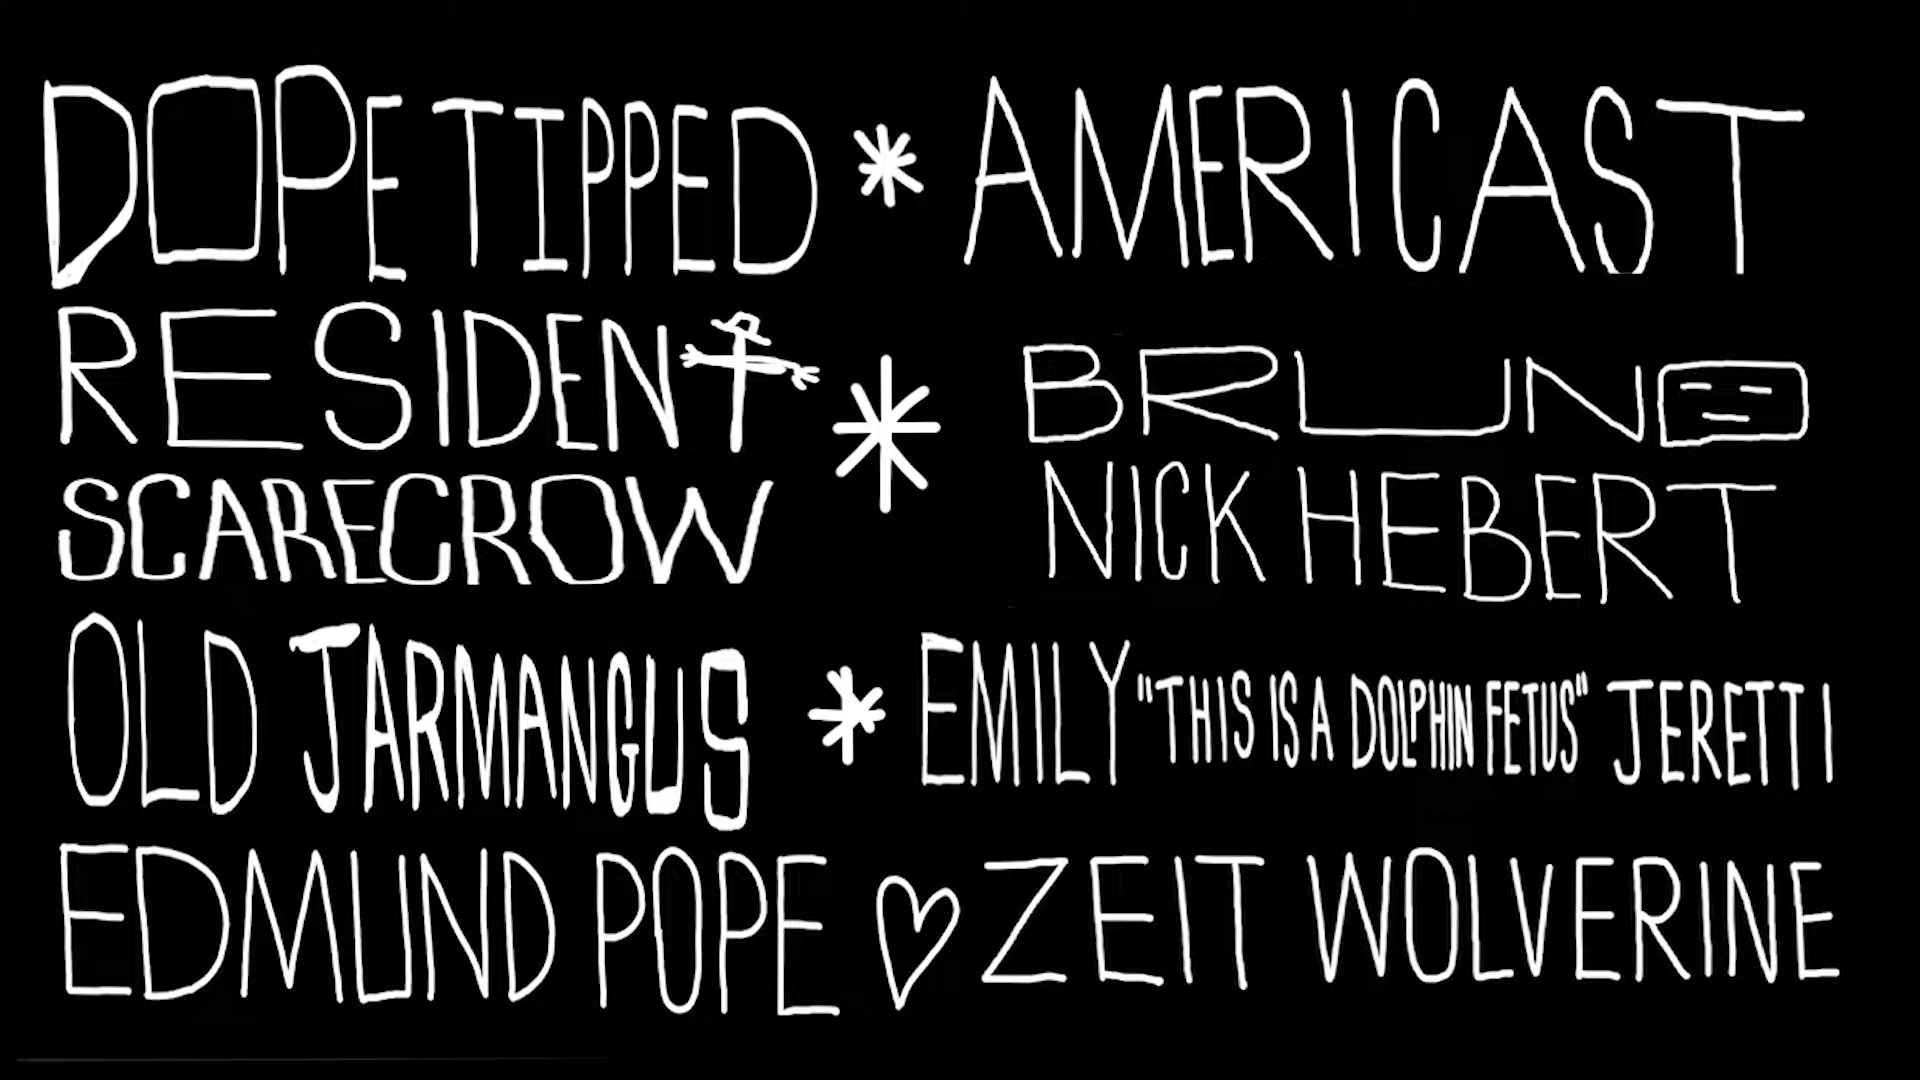 DOPE TIPPED * AMERICAST
RESIDENT * BRUNO
SCARECROW NICK HEBERT
OLD JARMANGUS * EMILY "THIS IS A DOLPHIN FETUS" JERETTI
EDMUND POPE ♡ ZEIT WOLVERINE